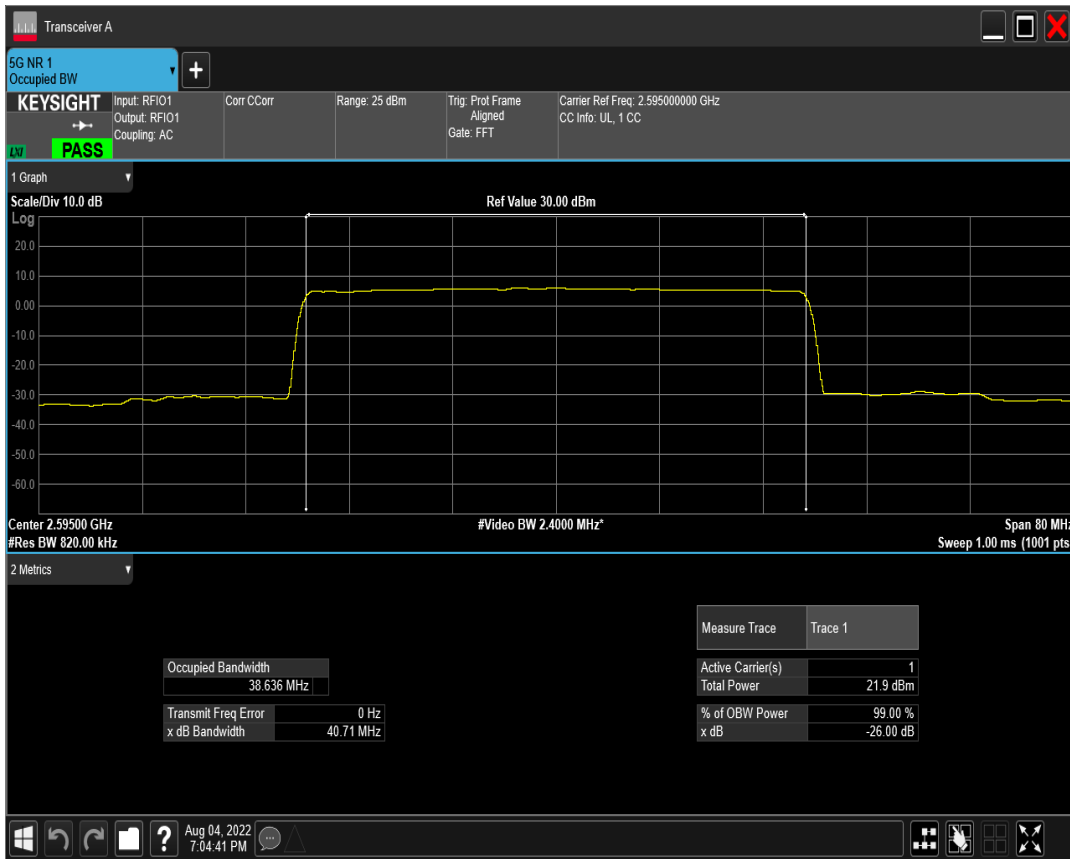 Transceiver A
5G NR 1
Occupied BW
+
KEYSIGHT
LXI
PASS
Input: RFIO1
Output: RFIO1
Coupling: AC
Corr CCorr
Range: 25 dBm
Trig: Prot Frame
Aligned
Gate: FFT
Carrier Ref Freq: 2.595000000 GHz
CC Info: UL, 1 CC
1 Graph
Scale/Div 10.0 dB
Ref Value 30.00 dBm
Log
20.0
10.0
0.00
-10.0
-20.0
-30.0
-40.0
-50.0
-60.0
Center 2.59500 GHz
#Video BW 2.4000 MHz*
Span 80 MHz
#Res BW 820.00 kHz
Sweep 1.00 ms (1001 pts
2 Metrics
Measure Trace Trace 1
Occupied Bandwidth
38.636 MHz
Active Carrier(s) 1
Total Power 21.9 dBm
Transmit Freq Error 0 Hz
x dB Bandwidth 40.71 MHz
% of OBW Power 99.00 %
x dB -26.00 dB
?
Aug 04, 2022
7:04:41 PM